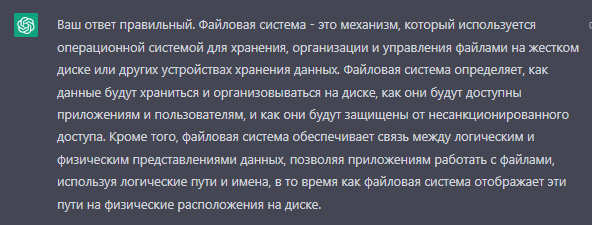 Ваш ответ правильный. Файловая система - это механизм, который используется
операционной системой для хранения, организации и управления файлами на жестком
диске или других устройствах хранения данных. Файловая система определяет, как
данные будут храниться и организовываться на диске, как они будут доступны
приложениям и пользователям, и как они будут защищены от несанкционированного
доступа. Кроме того, файловая система обеспечивает связь между логическим и
физическим представлениями данных, позволяя приложениям работать с файлами,
используя логические пути и имена, в то время как файловая система отображает эти
пути на физические расположения на диске.